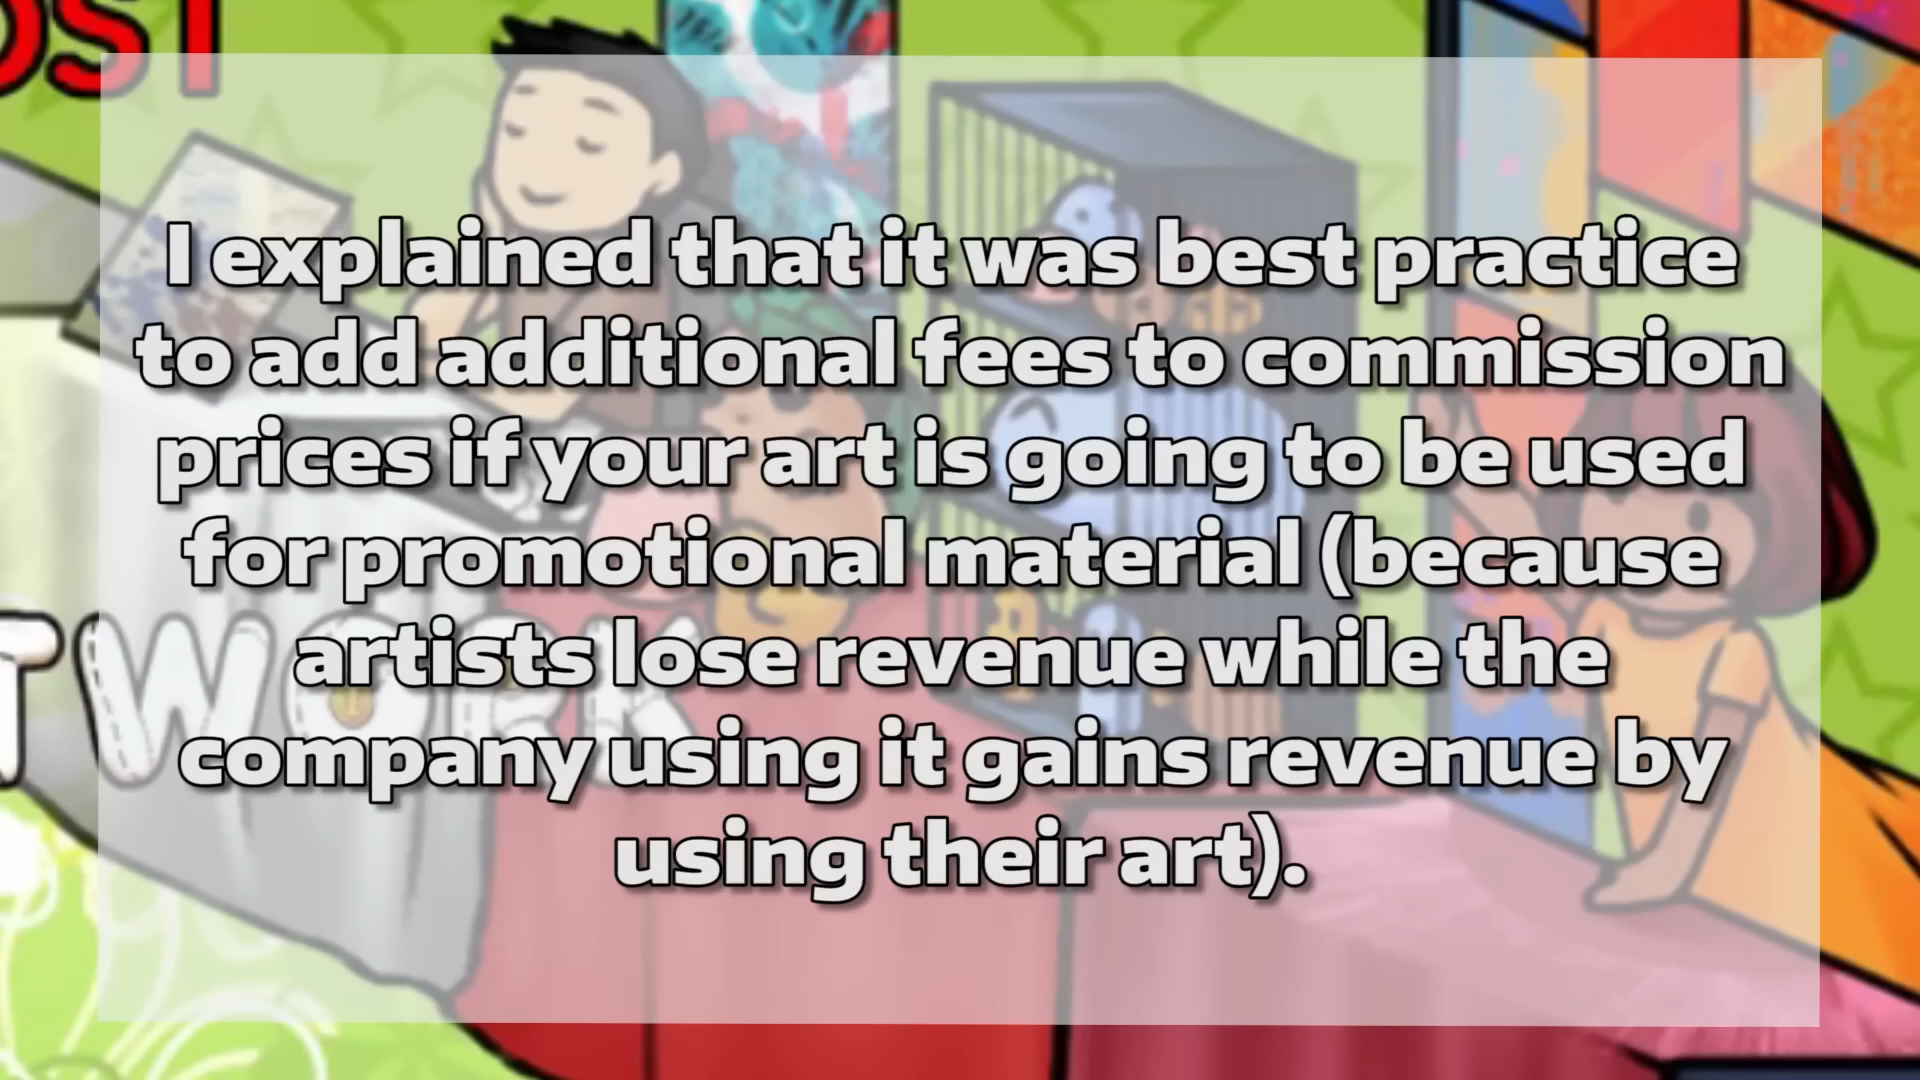 OST
I explained that it was best practice
to add additional fees to commission
prices if your art is going to be used
for promotional material (because
artists lose revenue while the
company using it gains revenue by
using their art).
TWORK